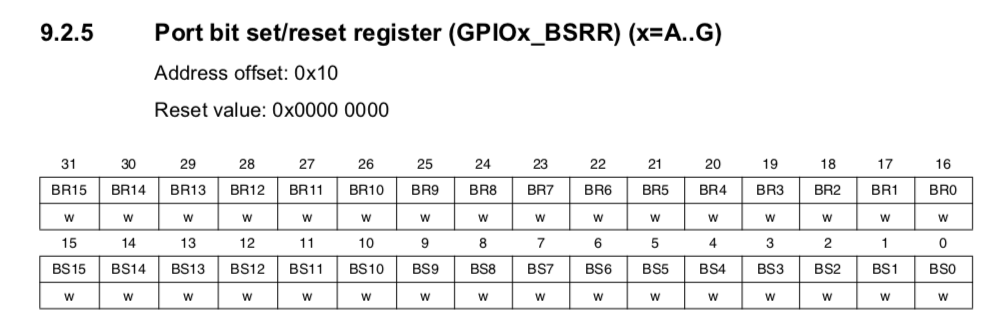 9.2.5 Port bit set/reset register (GPIOx_BSRR) (x=A..G)
Address offset: 0x10
Reset value: 0x0000 0000
31 30 29 28 27 26 25 24 23 22 21 20 19 18 17 16
BR15 BR14 BR13 BR12 BR11 BR10 BR9 BR8 BR7 BR6 BR5 BR4 BR3 BR2 BR1 BR0
w w w w w w w w w w w w w w w w
15 14 13 12 11 10 9 8 7 6 5 4 3 2 1 0
BS15 BS14 BS13 BS12 BS11 BS10 BS9 BS8 BS7 BS6 BS5 BS4 BS3 BS2 BS1 BS0
w w w w w w w w w w w w w w w w